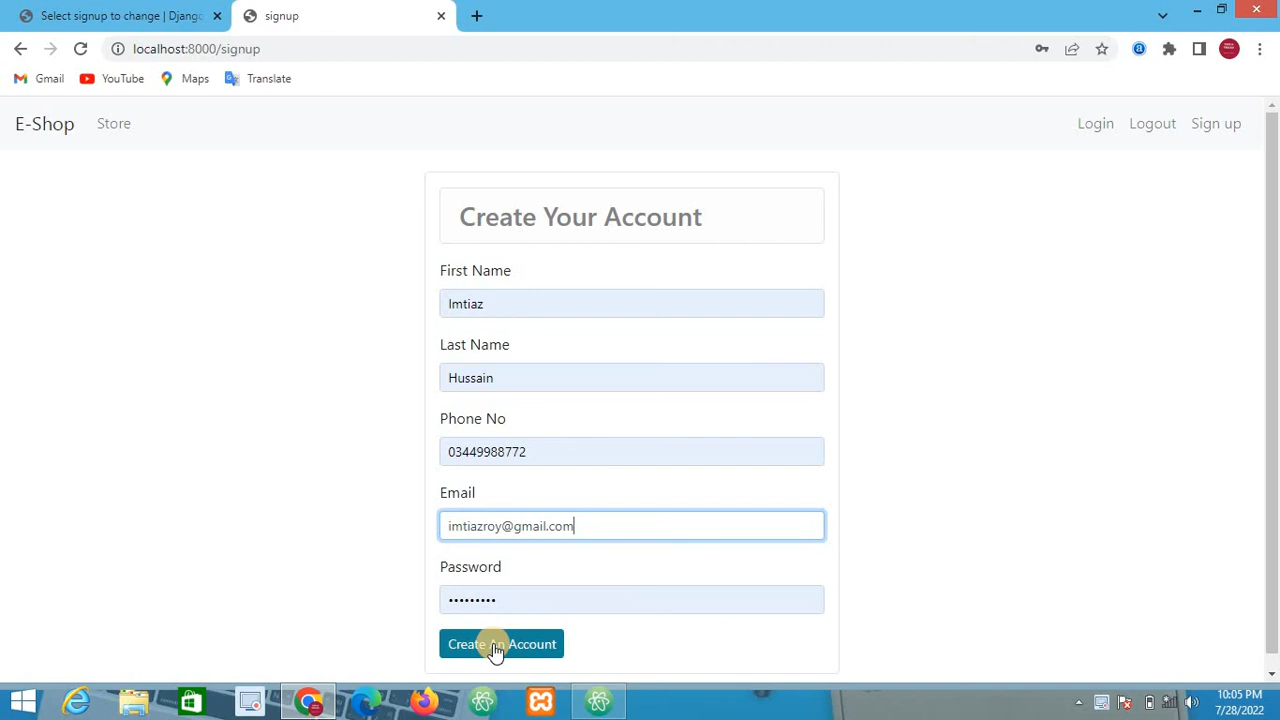 Select signup to change | Djang
signup
localhost:8000/signup
Gmail YouTube Maps Translate
E-Shop Store Login Logout Sign up
Create Your Account
First Name
Imtiaz
Last Name
Hussain
Phone No
03449988772
Email
imtiazroy@gmail.com
Password
•••••••••
Create An Account
10:05 PM
7/28/2022